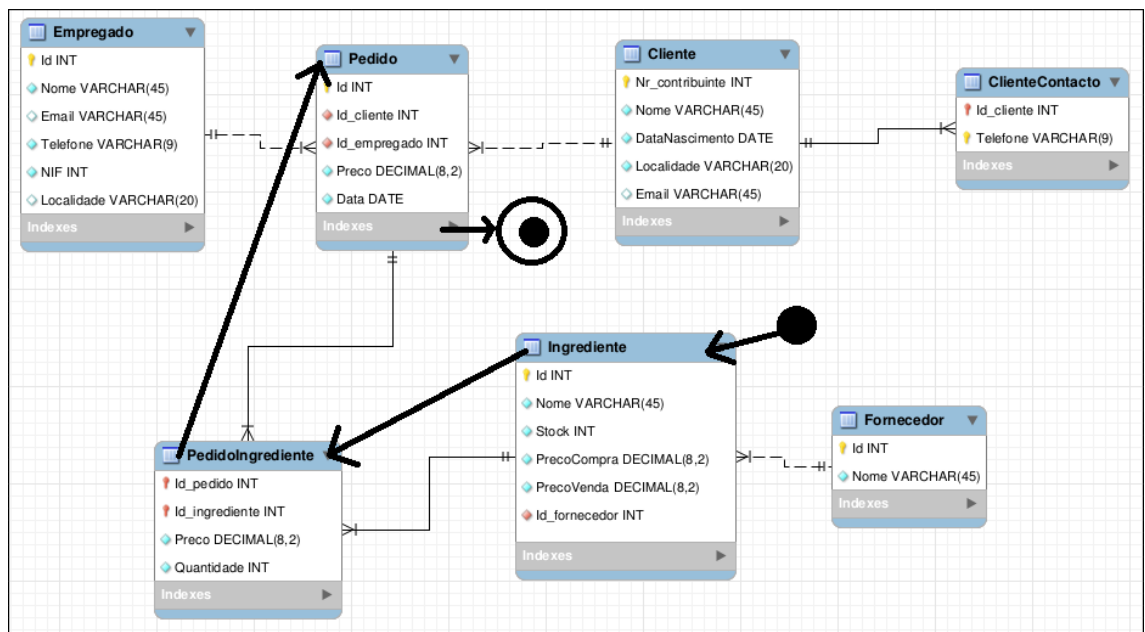 Empregado
Id INT
Nome VARCHAR(45)
Email VARCHAR(45)
Telefone VARCHAR(9)
NIF INT
Localidade VARCHAR(20)
Indexes
Pedido
Id INT
Id_cliente INT
Id_empregado INT
Preco DECIMAL(8,2)
Data DATE
Indexes
Cliente
Nr_contribuinte INT
Nome VARCHAR(45)
DataNascimento DATE
Localidade VARCHAR(20)
Email VARCHAR(45)
Indexes
ClienteContacto
Id_cliente INT
Telefone VARCHAR(9)
Indexes
PedidoIngrediente
Id_pedido INT
Id_ingrediente INT
Preco DECIMAL(8,2)
Quantidade INT
Indexes
Ingrediente
Id INT
Nome VARCHAR(45)
Stock INT
PrecoCompra DECIMAL(8,2)
PrecoVenda DECIMAL(8,2)
Id_fornecedor INT
Indexes
Fornecedor
Id INT
Nome VARCHAR(45)
Indexes